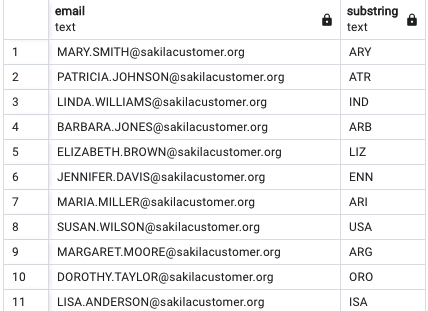 email substring
text text
1 MARY.SMITH@sakilacustomer.org ARY
2 PATRICIA.JOHNSON@sakilacustomer.org ATR
3 LINDA.WILLIAMS@sakilacustomer.org IND
4 BARBARA.JONES@sakilacustomer.org ARB
5 ELIZABETH.BROWN@sakilacustomer.org LIZ
6 JENNIFER.DAVIS@sakilacustomer.org ENN
7 MARIA.MILLER@sakilacustomer.org ARI
8 SUSAN.WILSON@sakilacustomer.org USA
9 MARGARET.MOORE@sakilacustomer.org ARG
10 DOROTHY.TAYLOR@sakilacustomer.org ORO
11 LISA.ANDERSON@sakilacustomer.org ISA